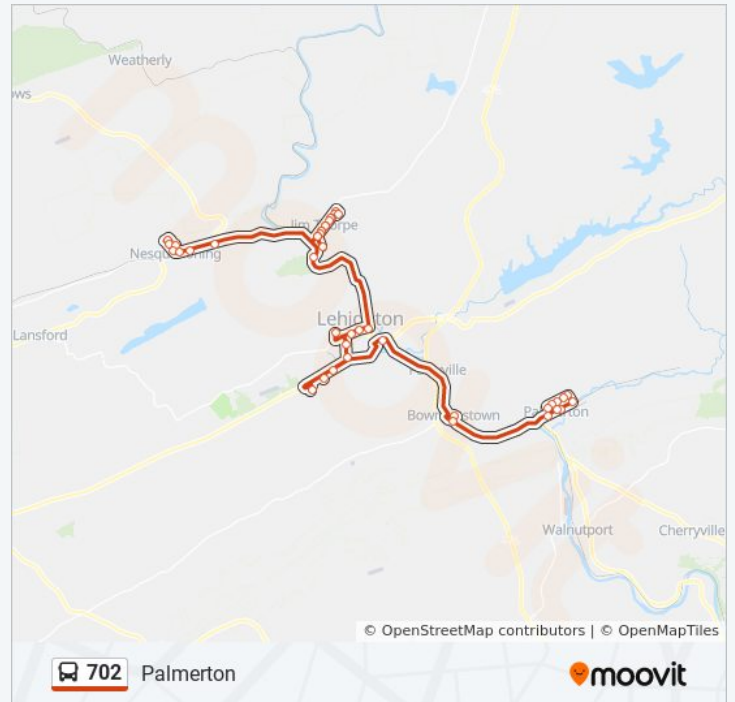 Weatherly
ows
Jim Thorpe
Nesquehoning
Lansford
Lehighton
Parryville
Bowmanstown
Palmerton
Walnutport
Cherryville
© OpenStreetMap contributors | © OpenMapTiles
702 Palmerton
moovit